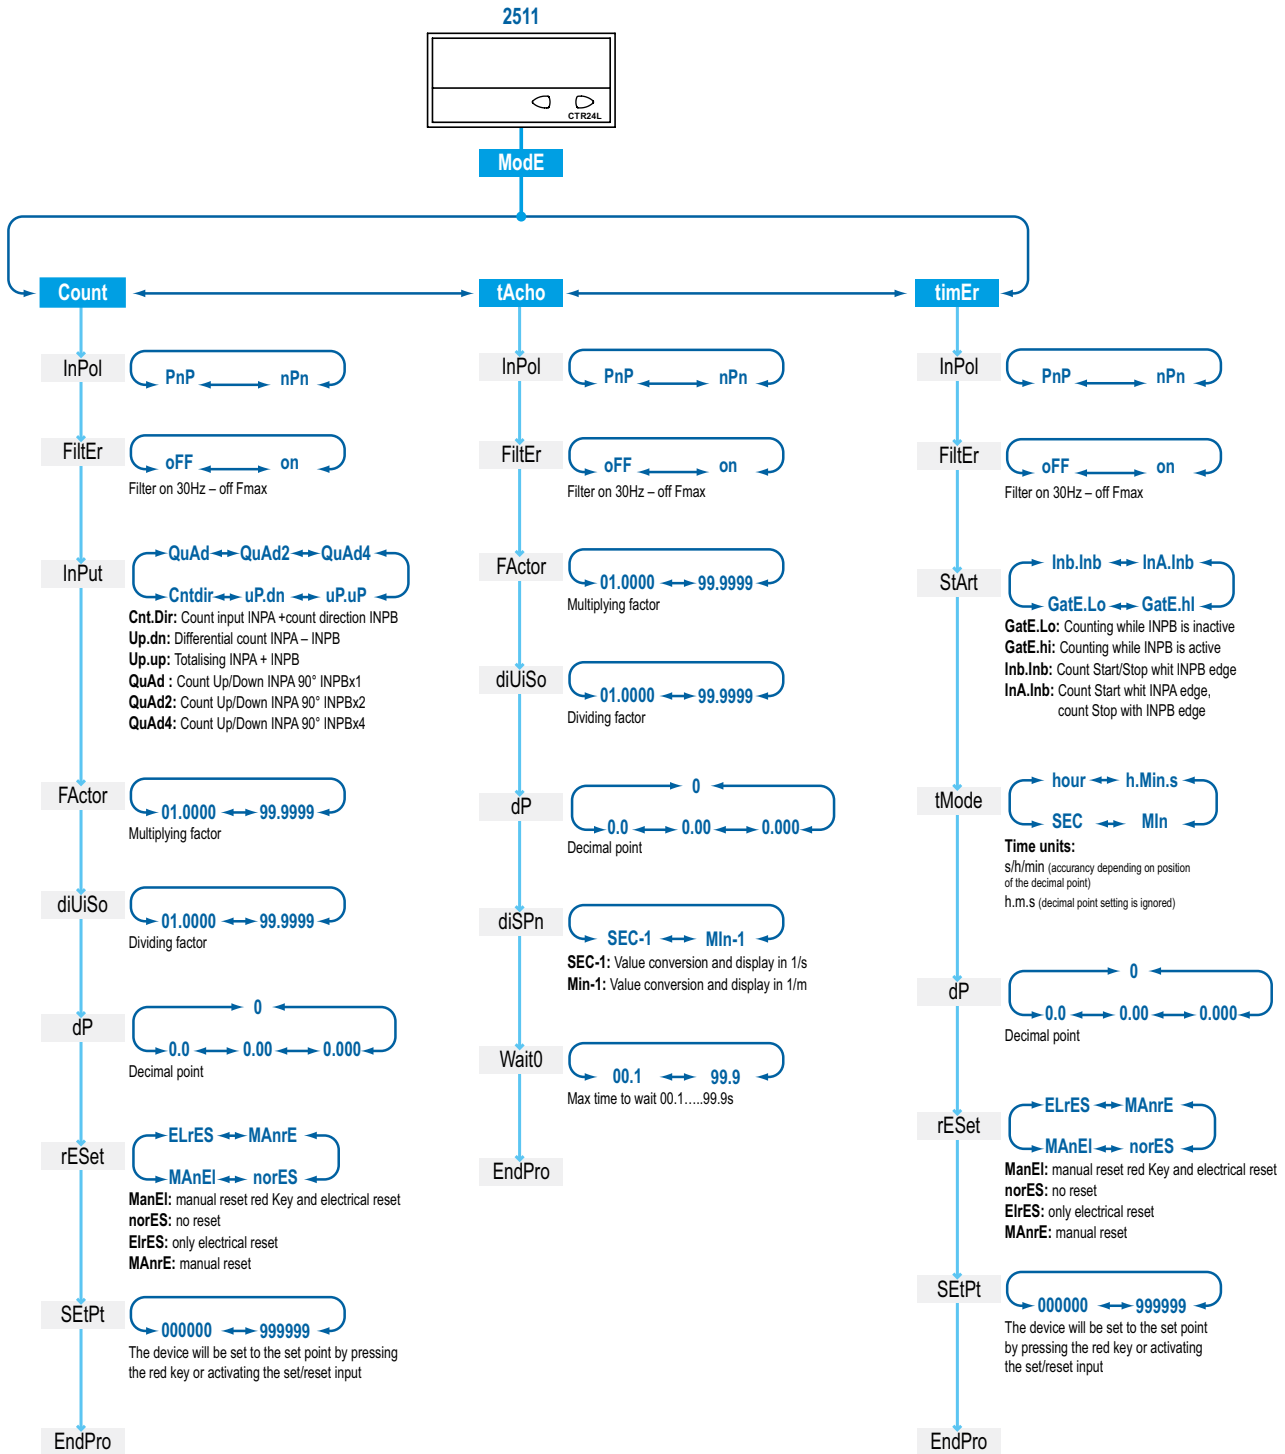 2511
CTR24L
ModE
Count
tAcho
timEr
InPol
PnP nPn
FiltEr
oFF on
Filter on 30Hz – off Fmax
InPut
QuAd QuAd2 QuAd4
Cntdir uP.dn uP.uP
Cnt.Dir: Count input INPA +count direction INPB
Up.dn: Differential count INPA – INPB
Up.up: Totalising INPA + INPB
QuAd : Count Up/Down INPA 90° INPBx1
QuAd2: Count Up/Down INPA 90° INPBx2
QuAd4: Count Up/Down INPA 90° INPBx4
FActor
01.0000 99.9999
Multiplying factor
diUiSo
01.0000 99.9999
Dividing factor
dP
0
0.0 0.00 0.000
Decimal point
rESet
ELrES MAnrE
MAnEl norES
ManEl: manual reset red Key and electrical reset
norES: no reset
ElrES: only electrical reset
MAnrE: manual reset
SEtPt
000000 999999
The device will be set to the set point by pressing
the red key or activating the set/reset input
EndPro
InPol
PnP nPn
FiltEr
oFF on
Filter on 30Hz – off Fmax
FActor
01.0000 99.9999
Multiplying factor
diUiSo
01.0000 99.9999
Dividing factor
dP
0
0.0 0.00 0.000
Decimal point
diSPn
SEC-1 MIn-1
SEC-1: Value conversion and display in 1/s
Min-1: Value conversion and display in 1/m
Wait0
00.1 99.9
Max time to wait 00.1…..99.9s
EndPro
InPol
PnP nPn
FiltEr
oFF on
Filter on 30Hz – off Fmax
StArt
Inb.Inb InA.Inb
GatE.Lo GatE.hI
GatE.Lo: Counting while INPB is inactive
GatE.hi: Counting while INPB is active
Inb.Inb: Count Start/Stop whit INPB edge
InA.Inb: Count Start whit INPA edge,
count Stop with INPB edge
tMode
hour h.Min.s
SEC MIn
Time units:
s/h/min (accurancy depending on position
of the decimal point)
h.m.s (decimal point setting is ignored)
dP
0
0.0 0.00 0.000
Decimal point
rESet
ELrES MAnrE
MAnEl norES
ManEl: manual reset red Key and electrical reset
norES: no reset
ElrES: only electrical reset
MAnrE: manual reset
SEtPt
000000 999999
The device will be set to the set point
by pressing the red key or activating
the set/reset input
EndPro